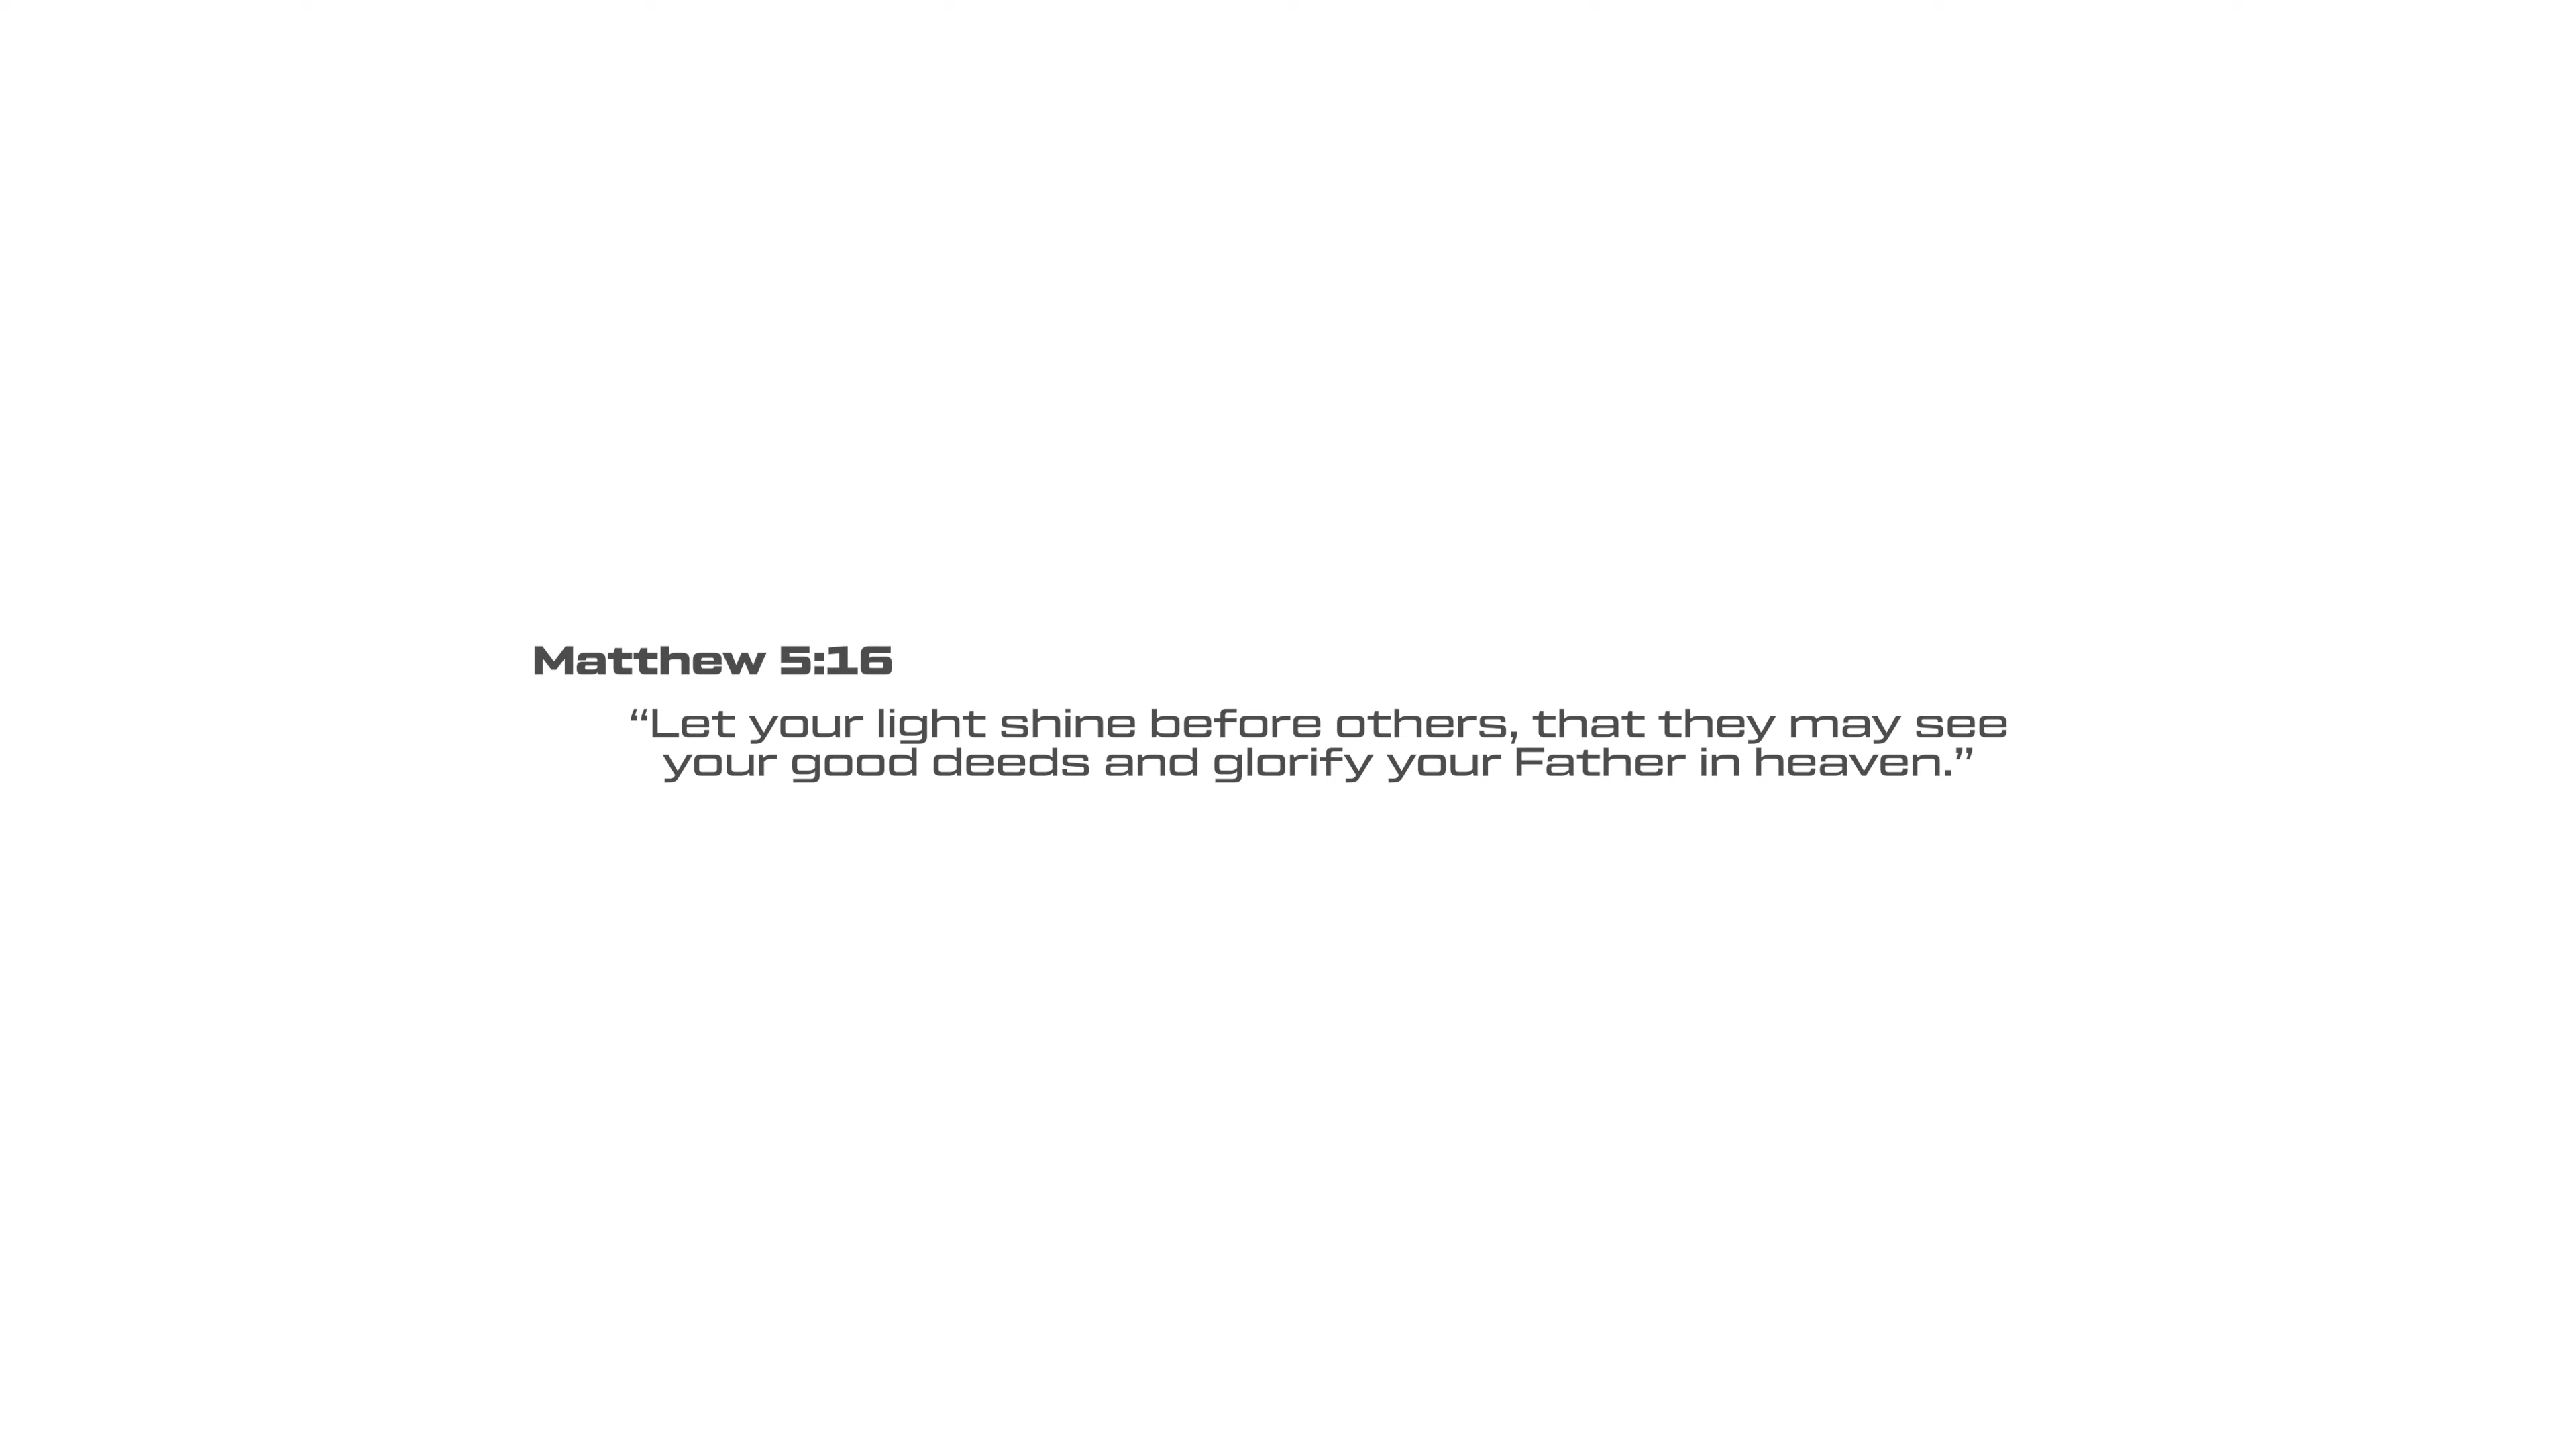 Matthew 5:16
“Let your light shine before others, that they may see
your good deeds and glorify your Father in heaven.”